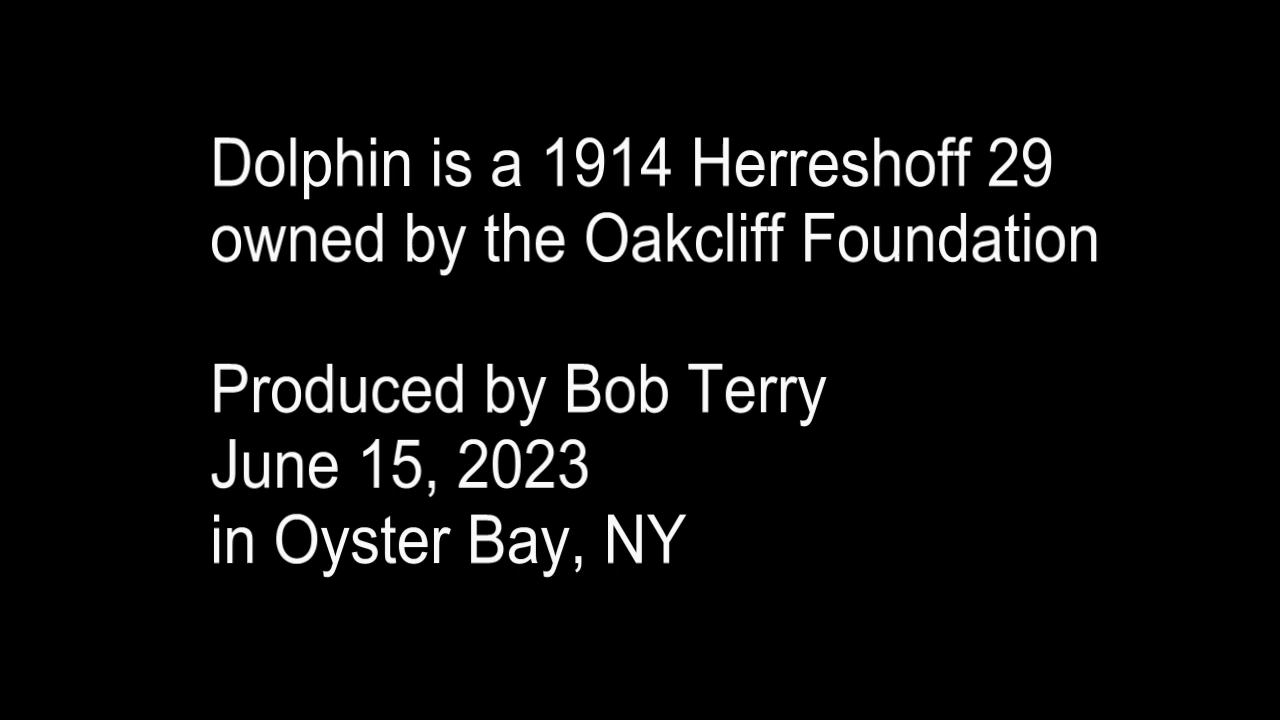 Dolphin is a 1914 Herreshoff 29
owned by the Oakcliff Foundation
Produced by Bob Terry
June 15, 2023
in Oyster Bay, NY